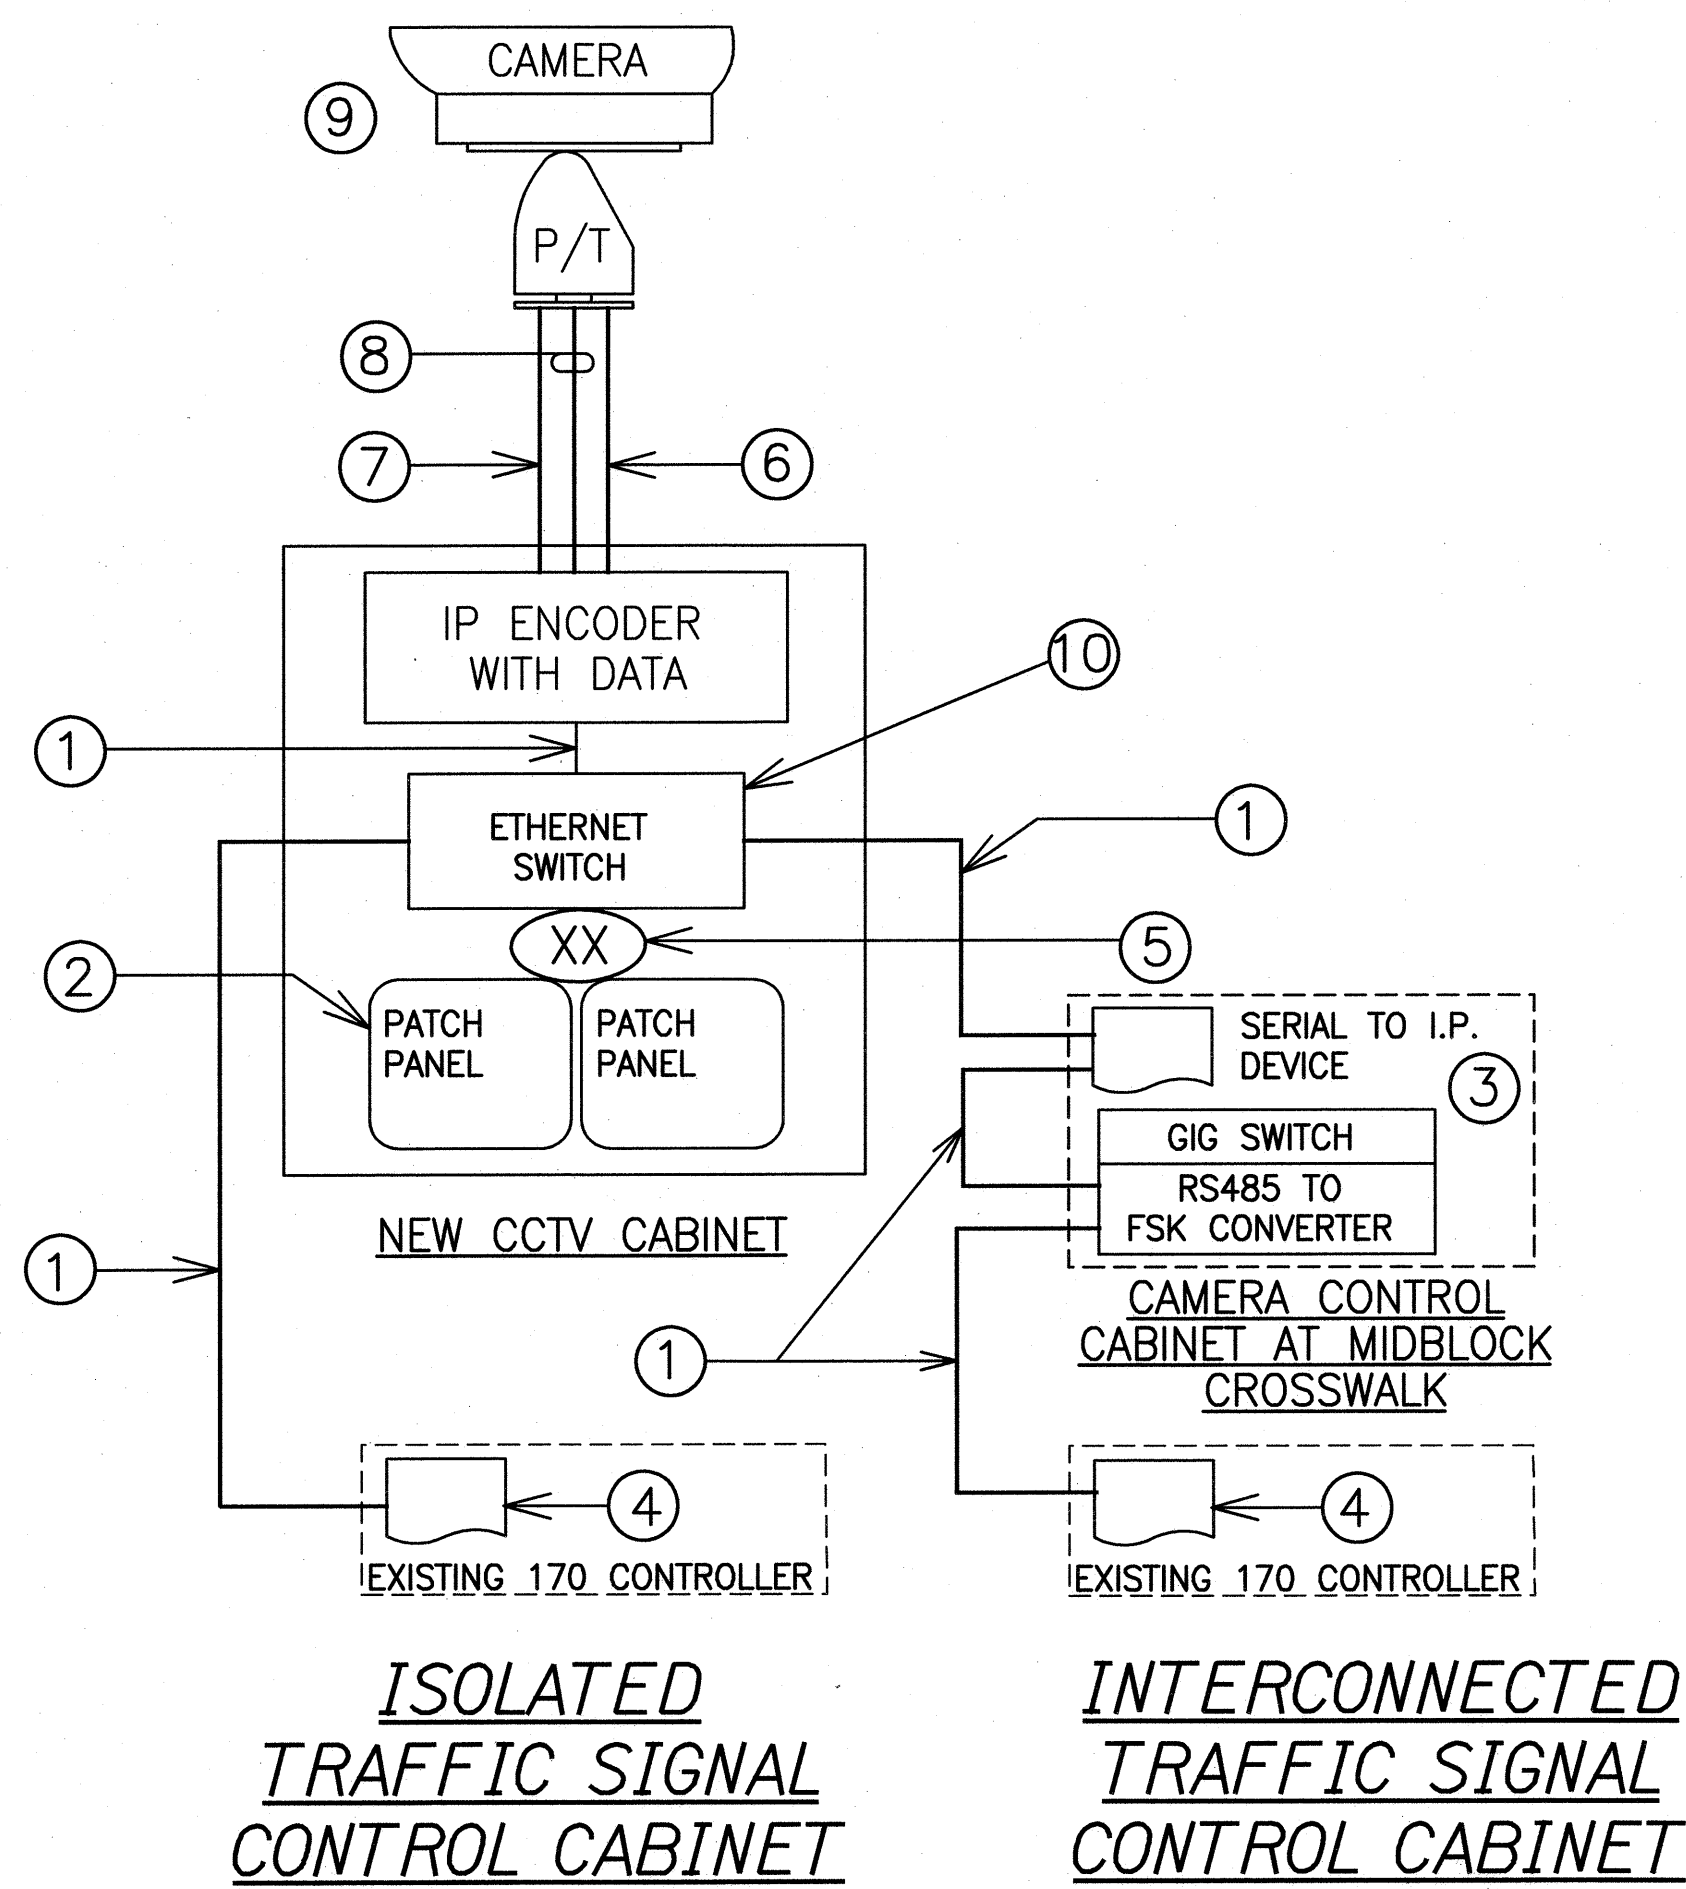 CAMERA
9
P/T
8
7
6
IP ENCODER
WITH DATA
10
1
ETHERNET
SWITCH
1
XX
5
2
PATCH
PANEL
PATCH
PANEL
SERIAL TO I.P.
DEVICE
3
GIG SWITCH
RS485 TO
FSK CONVERTER
NEW CCTV CABINET
1
CAMERA CONTROL
CABINET AT MIDBLOCK
CROSSWALK
1
4
EXISTING 170 CONTROLLER
4
EXISTING 170 CONTROLLER
ISOLATED
TRAFFIC SIGNAL
CONTROL CABINET
INTERCONNECTED
TRAFFIC SIGNAL
CONTROL CABINET